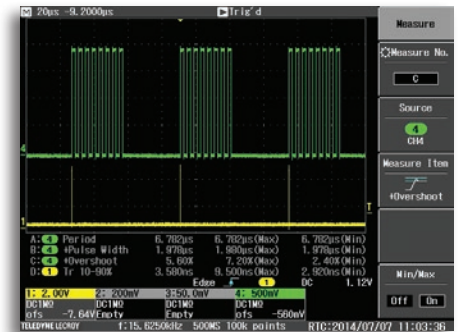 M 20µs -9.2000µs Trig'd
Measure
Measure No.
C
Source
4
CH4
Measure Item
+Overshoot
Min/Max
Off On
4
1
T
A: 4 Period 6.782µs 6.782µs(Max) 6.782µs(Min)
B: 4 +Pulse Width 1.978µs 1.980µs(Max) 1.978µs(Min)
C: 4 +Overshoot 5.60% 7.20%(Max) 2.40%(Min)
D: 1 Tr 10-90% 3.580ns 9.500ns(Max) 2.920ns(Min)
Edge 1 DC 1.12V
1: 2.00V 2: 200mV 3:50.0mV 4: 500mV
DC1MΩ DC1MΩ DC1MΩ DC1MΩ
ofs -7.64V Empty Empty ofs -560mV
TELEDYNE LECROY f:15.6250kHz 500MS 100k points RTC:2014/07/07 11:03:36